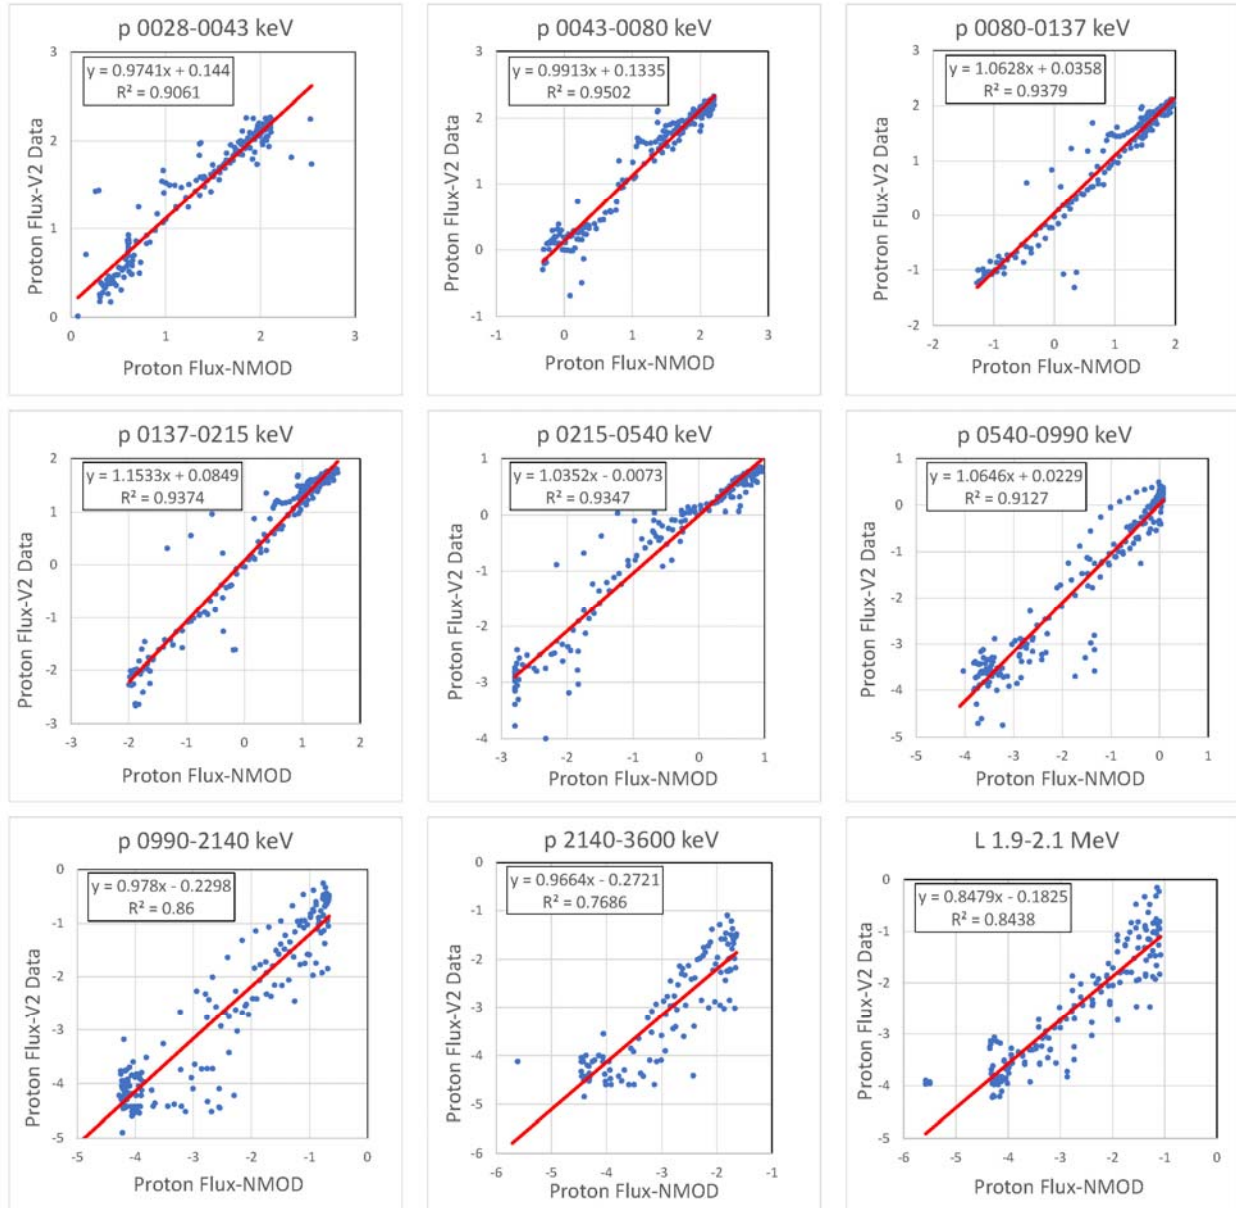 p 0028-0043 keV
y = 0.9741x + 0.144
R² = 0.9061
Proton Flux-V2 Data
3
2
1
0
0
1
2
3
Proton Flux-NMOD
p 0043-0080 keV
y = 0.9913x + 0.1335
R² = 0.9502
Proton Flux-V2 Data
3
2
1
0
-1
-1
0
1
2
3
Proton Flux-NMOD
p 0080-0137 keV
y = 1.0628x + 0.0358
R² = 0.9379
Protron Flux-V2 Data
3
2
1
0
-1
-2
-2
-1
0
1
2
Proton Flux-NMOD
p 0137-0215 keV
y = 1.1533x + 0.0849
R² = 0.9374
Proton Flux-V2 Data
2
1
0
-1
-2
-3
-3
-2
-1
0
1
2
Proton Flux-NMOD
p 0215-0540 keV
y = 1.0352x - 0.0073
R² = 0.9347
Proton Flux-V2 Data
1
0
-1
-2
-3
-4
-3
-2
-1
0
1
Proton Flux-NMOD
p 0540-0990 keV
y = 1.0646x + 0.0229
R² = 0.9127
Proton Flux-V2 Data
1
0
-1
-2
-3
-4
-5
-5
-4
-3
-2
-1
0
1
Proton Flux-NMOD
p 0990-2140 keV
y = 0.978x - 0.2298
R² = 0.86
Proton Flux-V2 Data
0
-1
-2
-3
-4
-5
-5
-4
-3
-2
-1
0
Proton Flux-NMOD
p 2140-3600 keV
y = 0.9664x - 0.2721
R² = 0.7686
Proton Flux-V2 Data
0
-1
-2
-3
-4
-5
-6
-6
-5
-4
-3
-2
-1
Proton Flux-NMOD
L 1.9-2.1 MeV
y = 0.8479x - 0.1825
R² = 0.8438
Proton Flux-V2 Data
0
-1
-2
-3
-4
-5
-6
-5
-4
-3
-2
-1
0
Proton Flux-NMOD